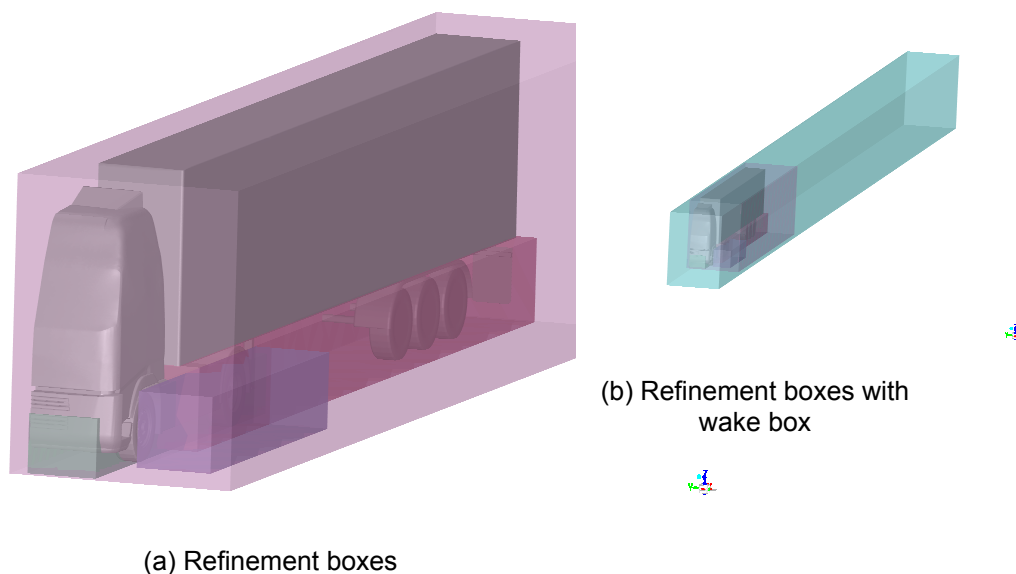 (b) Refinement boxes with
wake box
Z
Y
(a) Refinement boxes